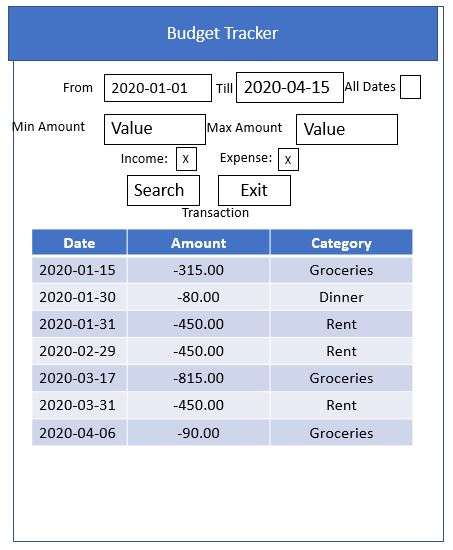 Budget Tracker
From 2020-01-01 Till 2020-04-15 All Dates
Min Amount Value Max Amount Value
Income: x Expense: x
Search Exit
Transaction
Date Amount Category
2020-01-15 -315.00 Groceries
2020-01-30 -80.00 Dinner
2020-01-31 -450.00 Rent
2020-02-29 -450.00 Rent
2020-03-17 -815.00 Groceries
2020-03-31 -450.00 Rent
2020-04-06 -90.00 Groceries